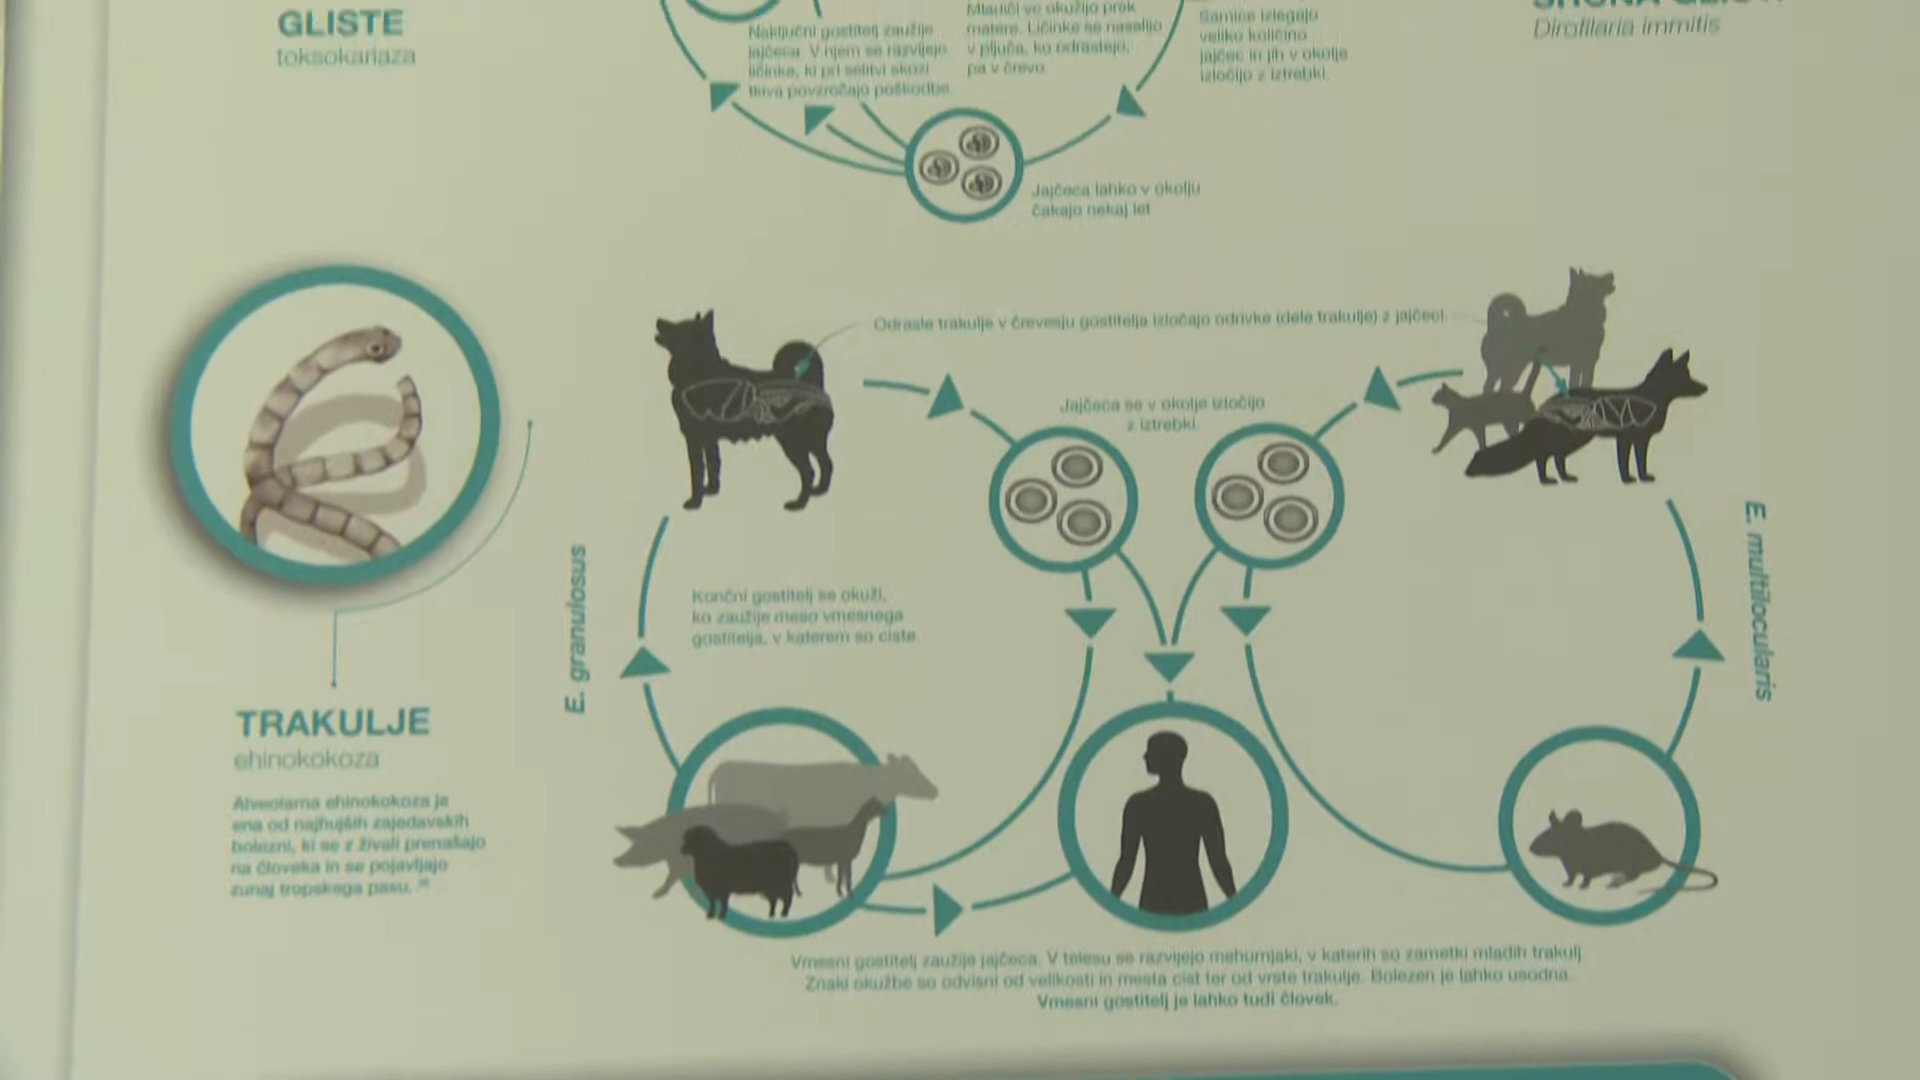 GLISTE
toksokariaza
Naključni gostitelj zaužije
jajčeca. V njem se razvijejo
ličinke, ki pri selitvi skozi
tkiva povzročajo poškodbe.
Mladiči se okužijo prek
matere. Ličinke se naselijo
v pljuča, ko odrastejo,
pa v črevo.
Samice izlegajo
veliko količino
jajčec in jih v okolje
izločijo z iztrebki.
Dirofilaria immitis
Jajčeca lahko v okolju
čakajo nekaj let
Odrasle trakulje v črevesju gostitelja izločajo odrivke (dele trakulje) z jajčeci.
Jajčeca se v okolje izločijo
z iztrebki.
E. granulosus
Končni gostitelj se okuži,
ko zaužije meso vmesnega
gostitelja, v katerem so ciste.
E. multilocularis
TRAKULJE
ehinokokoza
Alveolarna ehinokokoza je
ena od najhujših zajedavskih
bolezni, ki se z živali prenašajo
na človeka in se pojavljajo
zunaj tropskega pasu.
Vmesni gostitelj zaužije jajčeca. V telesu se razvijejo mehurnjaki, v katerih so zametki mladih trakulj.
Znaki okužbe so odvisni od velikosti in mesta cist ter od vrste trakulje. Bolezen je lahko usodna.
Vmesni gostitelj je lahko tudi človek.